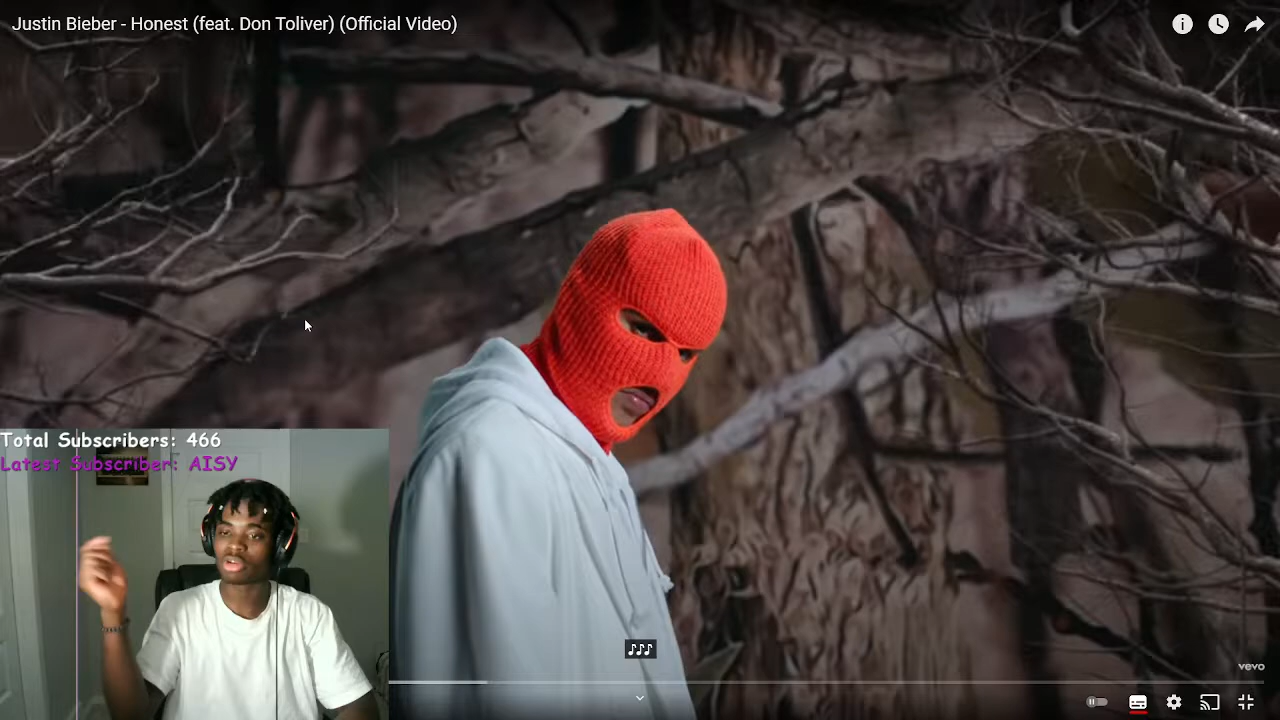 Justin Bieber - Honest (feat. Don Toliver) (Official Video)
Total Subscribers: 466
Latest Subscriber: AISY
♪♪♪
vevo